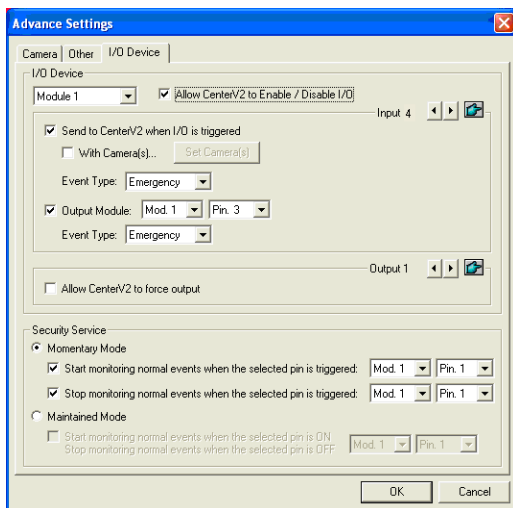 Advance Settings
Camera Other I/O Device
I/O Device
Module 1 Allow CenterV2 to Enable / Disable I/O
Input 4
Send to CenterV2 when I/O is triggered
With Camera(s)... Set Camera(s)
Event Type: Emergency
Output Module: Mod. 1 Pin. 3
Event Type: Emergency
Output 1
Allow CenterV2 to force output
Security Service
Momentary Mode
Start monitoring normal events when the selected pin is triggered: Mod. 1 Pin. 1
Stop monitoring normal events when the selected pin is triggered: Mod. 1 Pin. 1
Maintained Mode
Start monitoring normal events when the selected pin is ON
Stop monitoring normal events when the selected pin is OFF Mod. 1 Pin. 1
OK Cancel